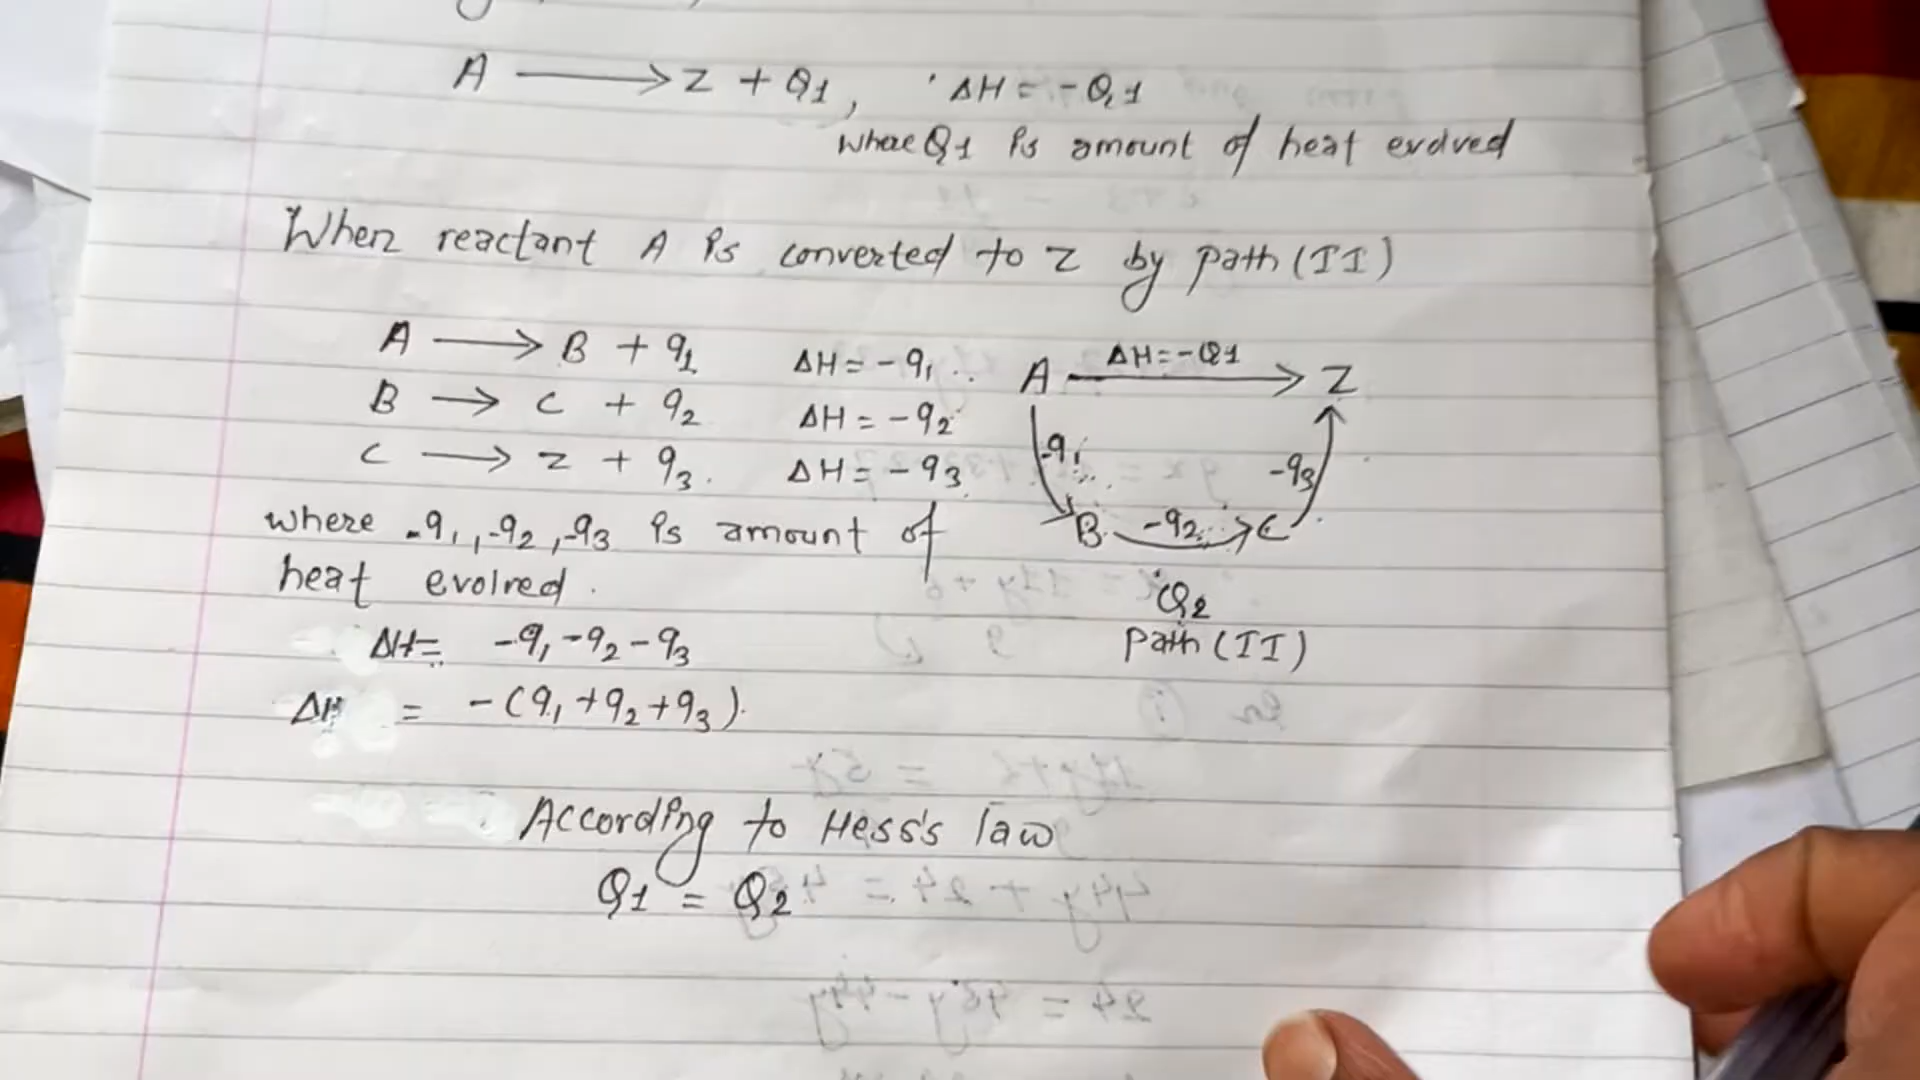 A ⟶ Z + Q1, ΔH = -Q1
where Q1 is amount of heat evolved
When reactant A is converted to Z by path (II)
A ⟶ B + q1 ΔH = -q1
B ⟶ C + q2 ΔH = -q2
C ⟶ Z + q3. ΔH = -q3
A ΔH=-Q1 ⟶ Z
-q1
-q3
B -q2 ⟶ C
where -q1, -q2, -q3 is amount of
heat evolved.
Q2
Path (II)
ΔH = -q1 -q2 -q3
ΔH = -(q1 + q2 + q3).
According to Hess's law
Q1 = Q2